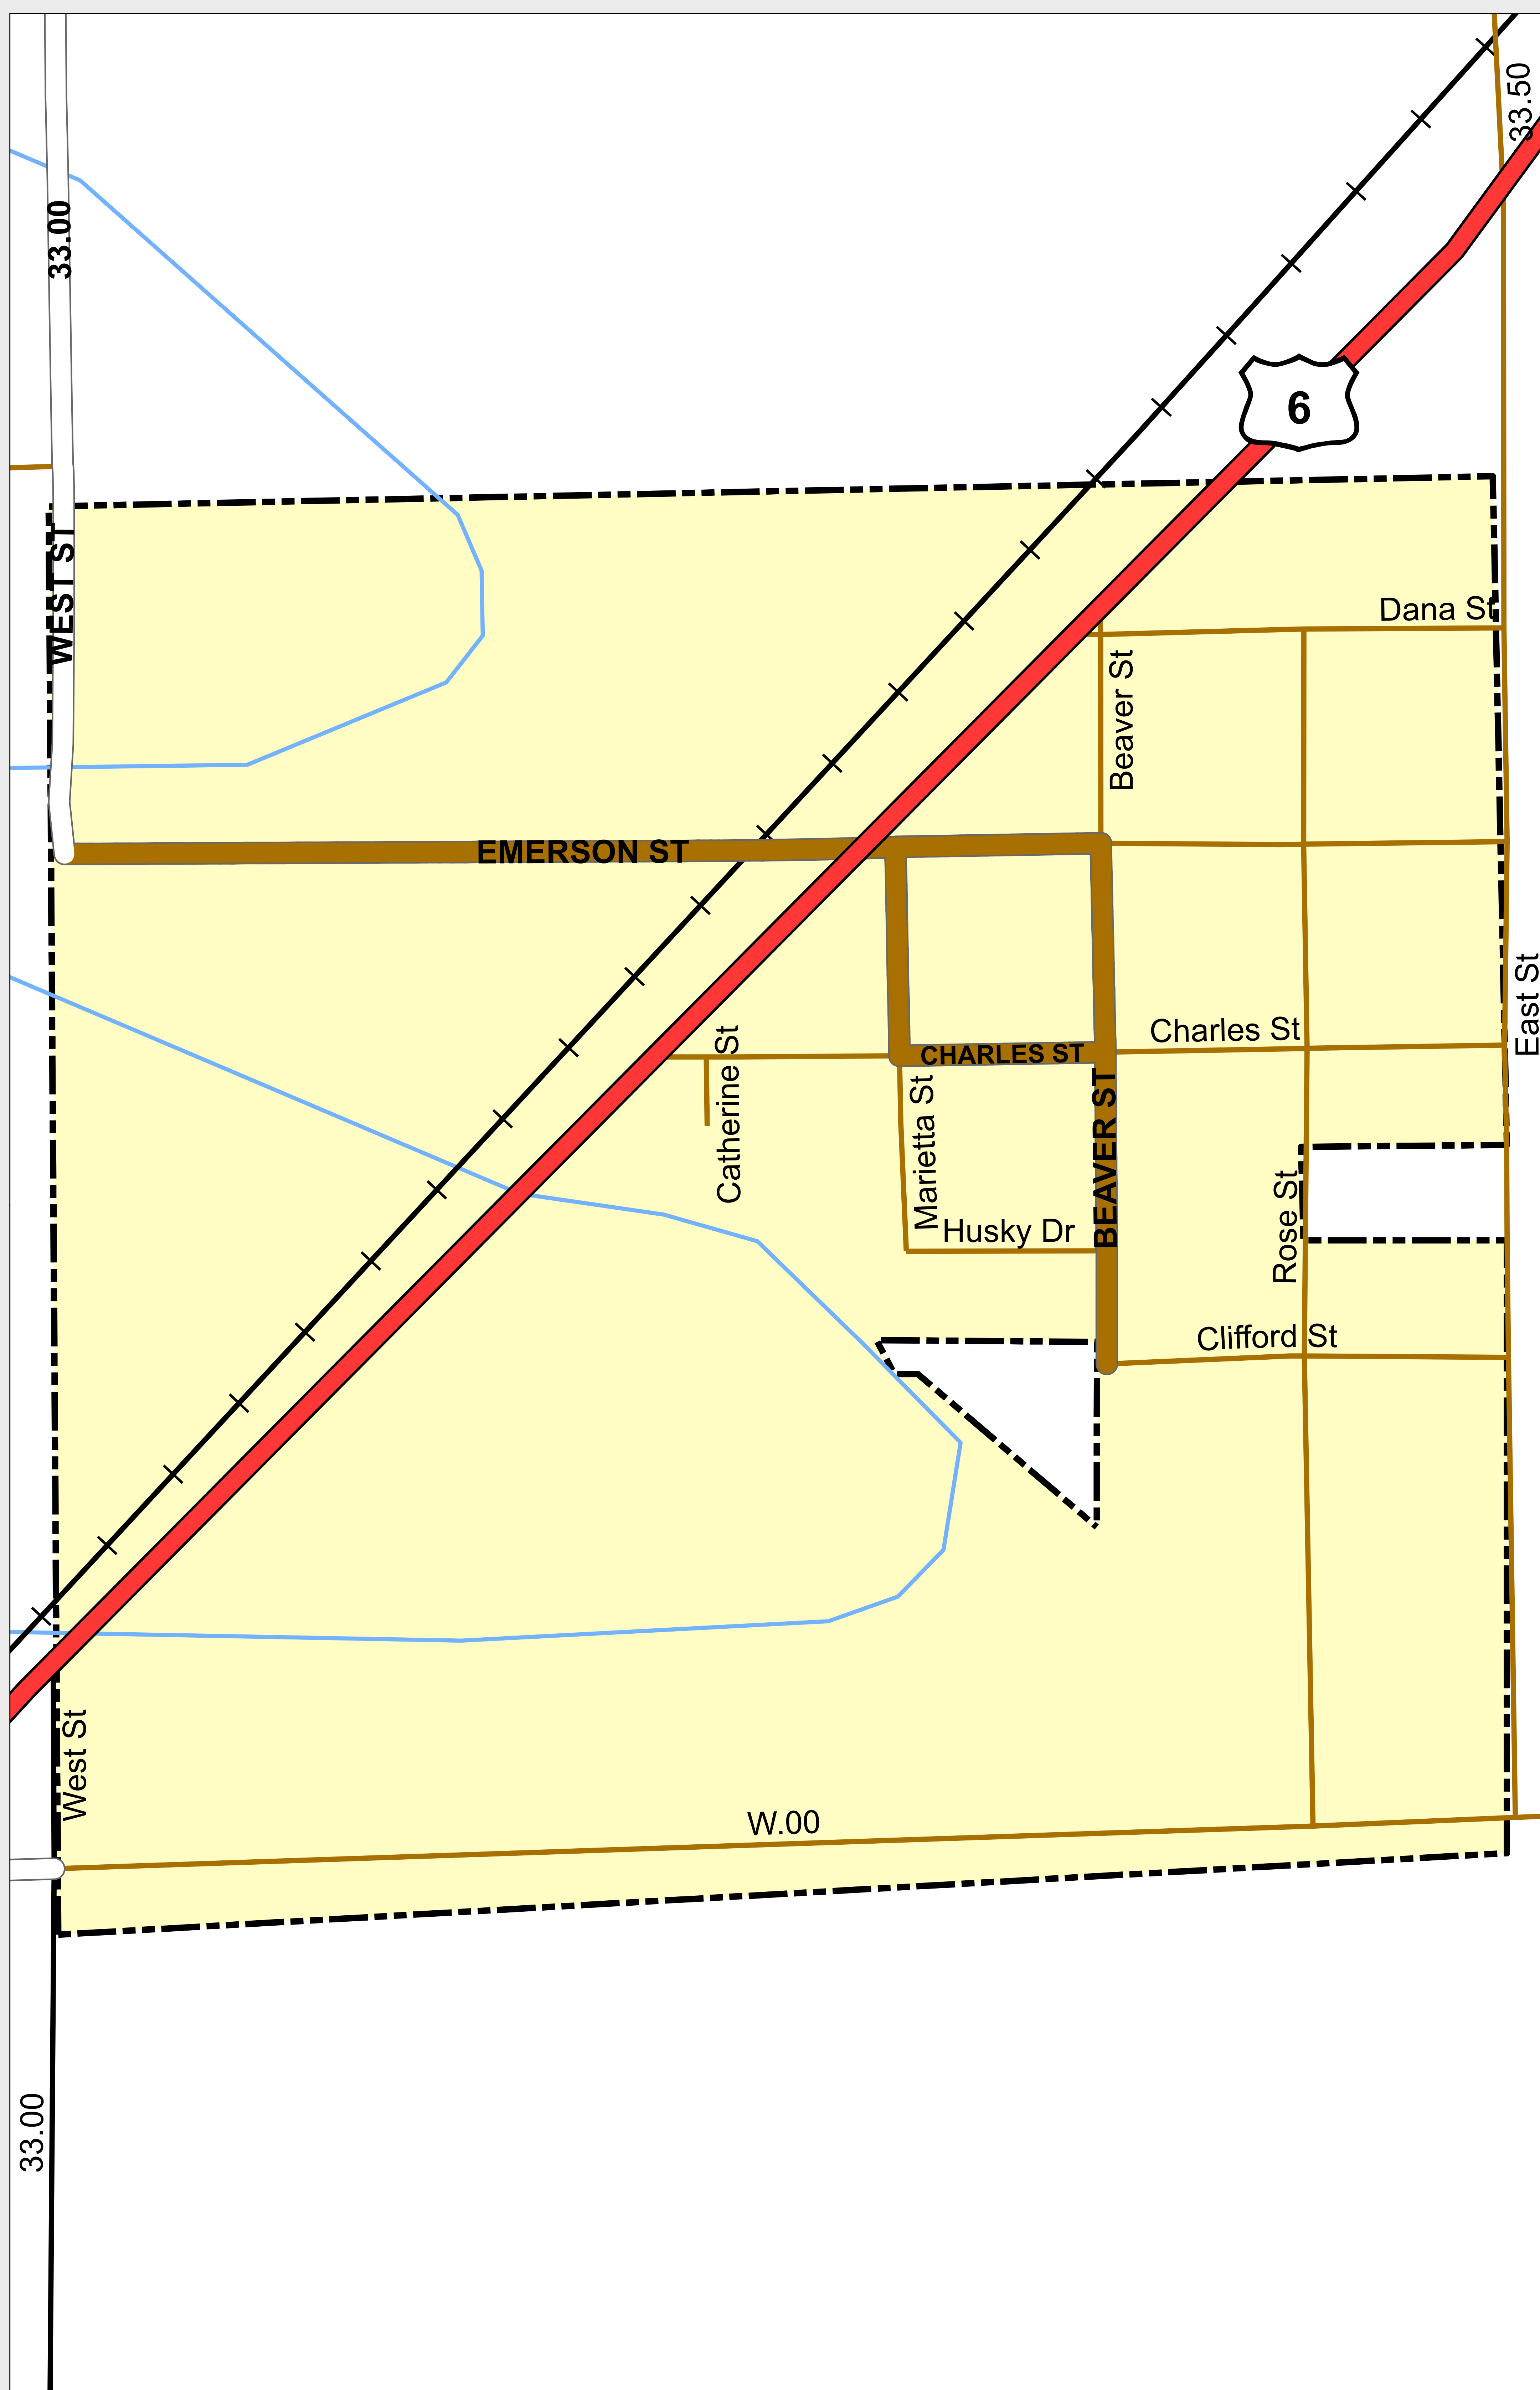 33.50
33.00
6
WEST ST
Dana St
Beaver St
EMERSON ST
East St
Charles St
Catherine St
CHARLES ST
Marietta St
BEAVER ST
Husky Dr
Rose St
Clifford St
West St
W.00
33.00